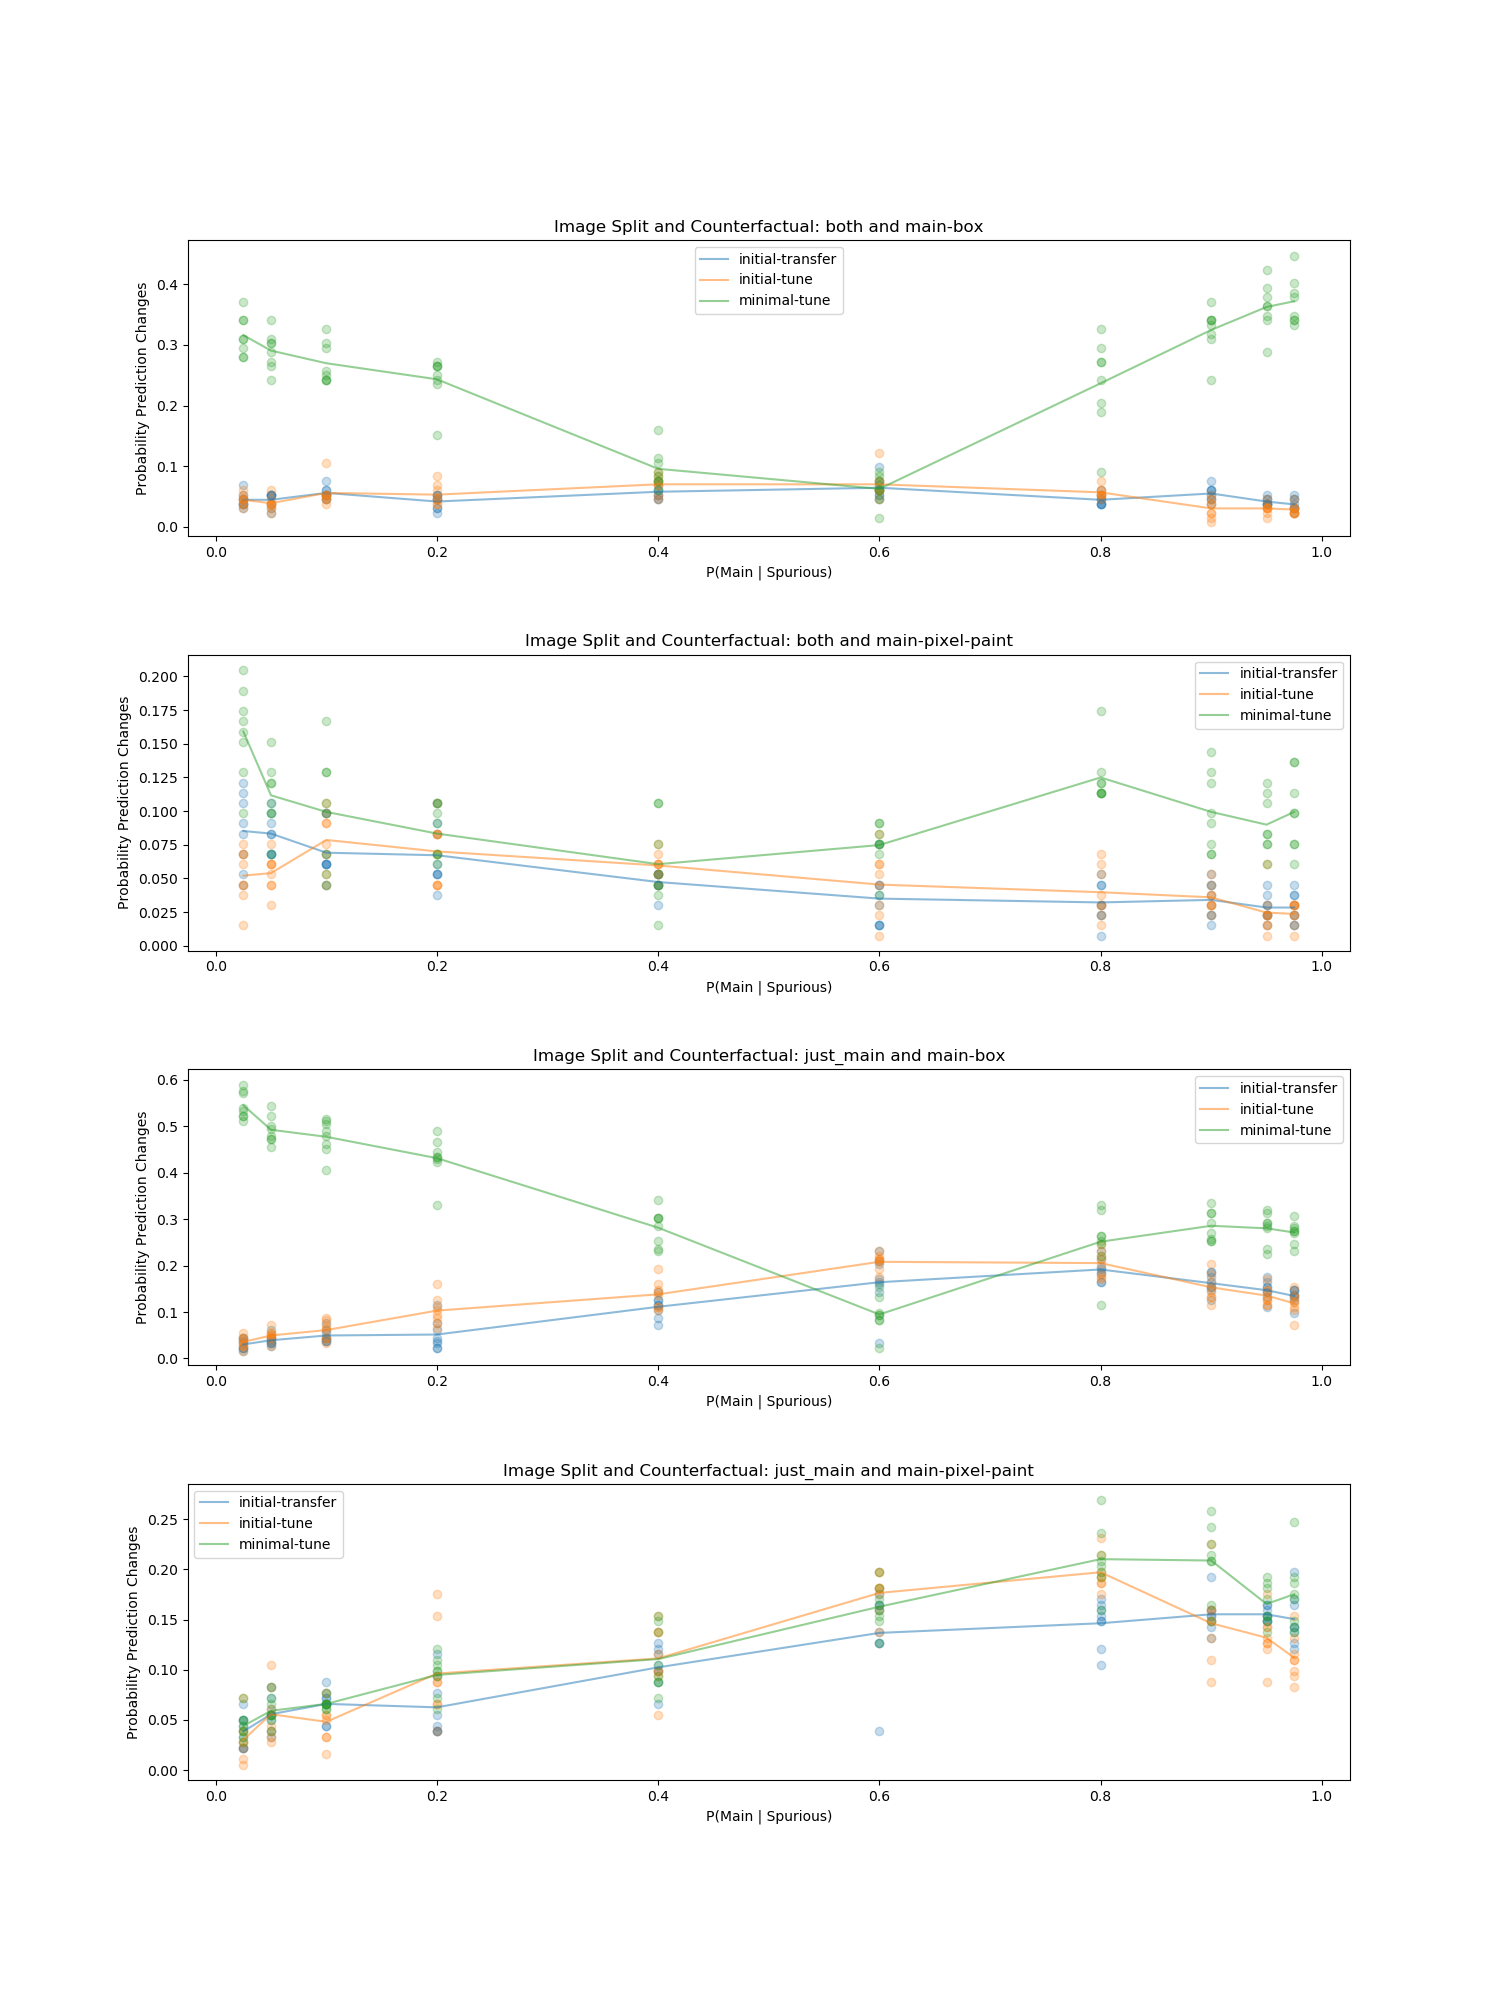 Image Split and Counterfactual: both and main-box
initial-transfer
initial-tune
minimal-tune
Probability Prediction Changes
0.4
0.3
0.2
0.1
0.0
0.0 0.2 0.4 0.6 0.8 1.0
P(Main | Spurious)
Image Split and Counterfactual: both and main-pixel-paint
initial-transfer
initial-tune
minimal-tune
Probability Prediction Changes
0.200
0.175
0.150
0.125
0.100
0.075
0.050
0.025
0.000
0.0 0.2 0.4 0.6 0.8 1.0
P(Main | Spurious)
Image Split and Counterfactual: just_main and main-box
initial-transfer
initial-tune
minimal-tune
Probability Prediction Changes
0.6
0.5
0.4
0.3
0.2
0.1
0.0
0.0 0.2 0.4 0.6 0.8 1.0
P(Main | Spurious)
Image Split and Counterfactual: just_main and main-pixel-paint
initial-transfer
initial-tune
minimal-tune
Probability Prediction Changes
0.25
0.20
0.15
0.10
0.05
0.00
0.0 0.2 0.4 0.6 0.8 1.0
P(Main | Spurious)